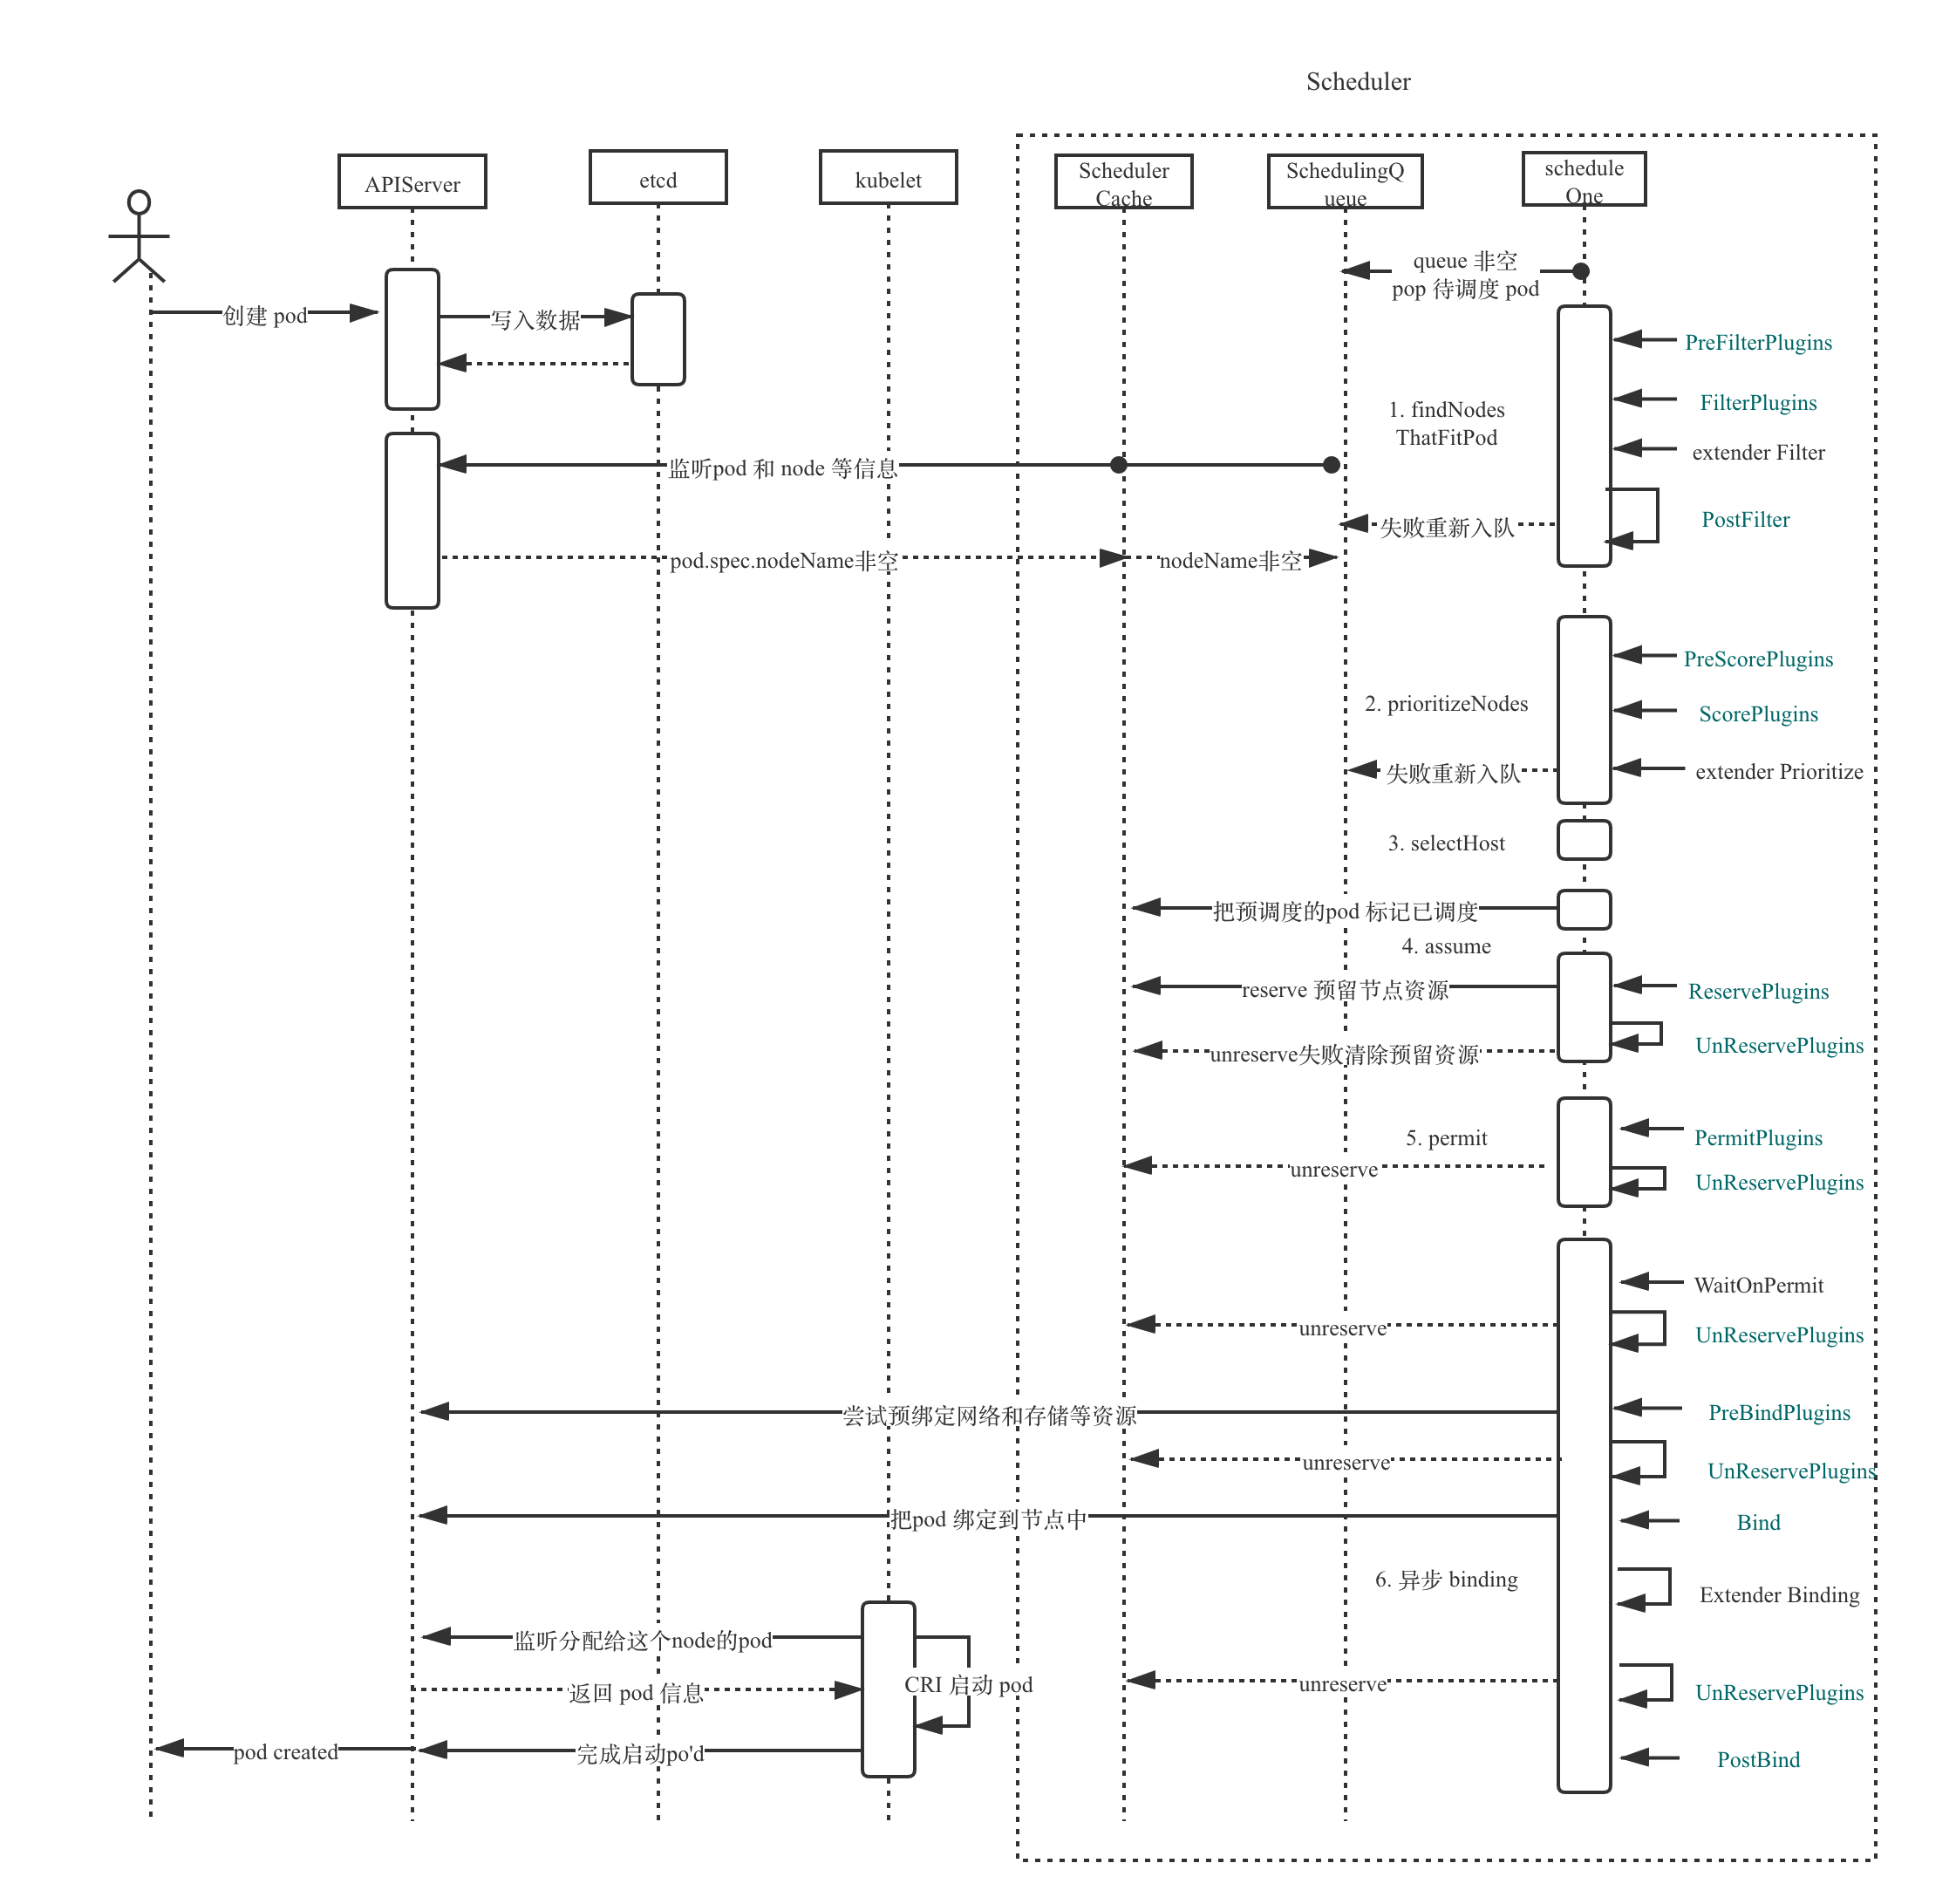 Scheduler
APIServer
etcd
kubelet
Scheduler
Cache
SchedulingQ
ueue
schedule
One
queue 非空
pop 待调度 pod
创建 pod
写入数据
PreFilterPlugins
FilterPlugins
1. findNodes
ThatFitPod
extender Filter
监听pod 和 node 等信息
PostFilter
失败重新入队
pod.spec.nodeName非空
nodeName非空
PreScorePlugins
2. prioritizeNodes
ScorePlugins
失败重新入队
extender Prioritize
3. selectHost
把预调度的pod 标记已调度
4. assume
reserve 预留节点资源
ReservePlugins
unreserve失败清除预留资源
UnReservePlugins
5. permit
PermitPlugins
unreserve
UnReservePlugins
WaitOnPermit
unreserve
UnReservePlugins
尝试预绑定网络和存储等资源
PreBindPlugins
unreserve
UnReservePlugins
把pod 绑定到节点中
Bind
6. 异步 binding
Extender Binding
监听分配给这个node的pod
CRI 启动 pod
返回 pod 信息
unreserve
UnReservePlugins
pod created
完成启动po'd
PostBind